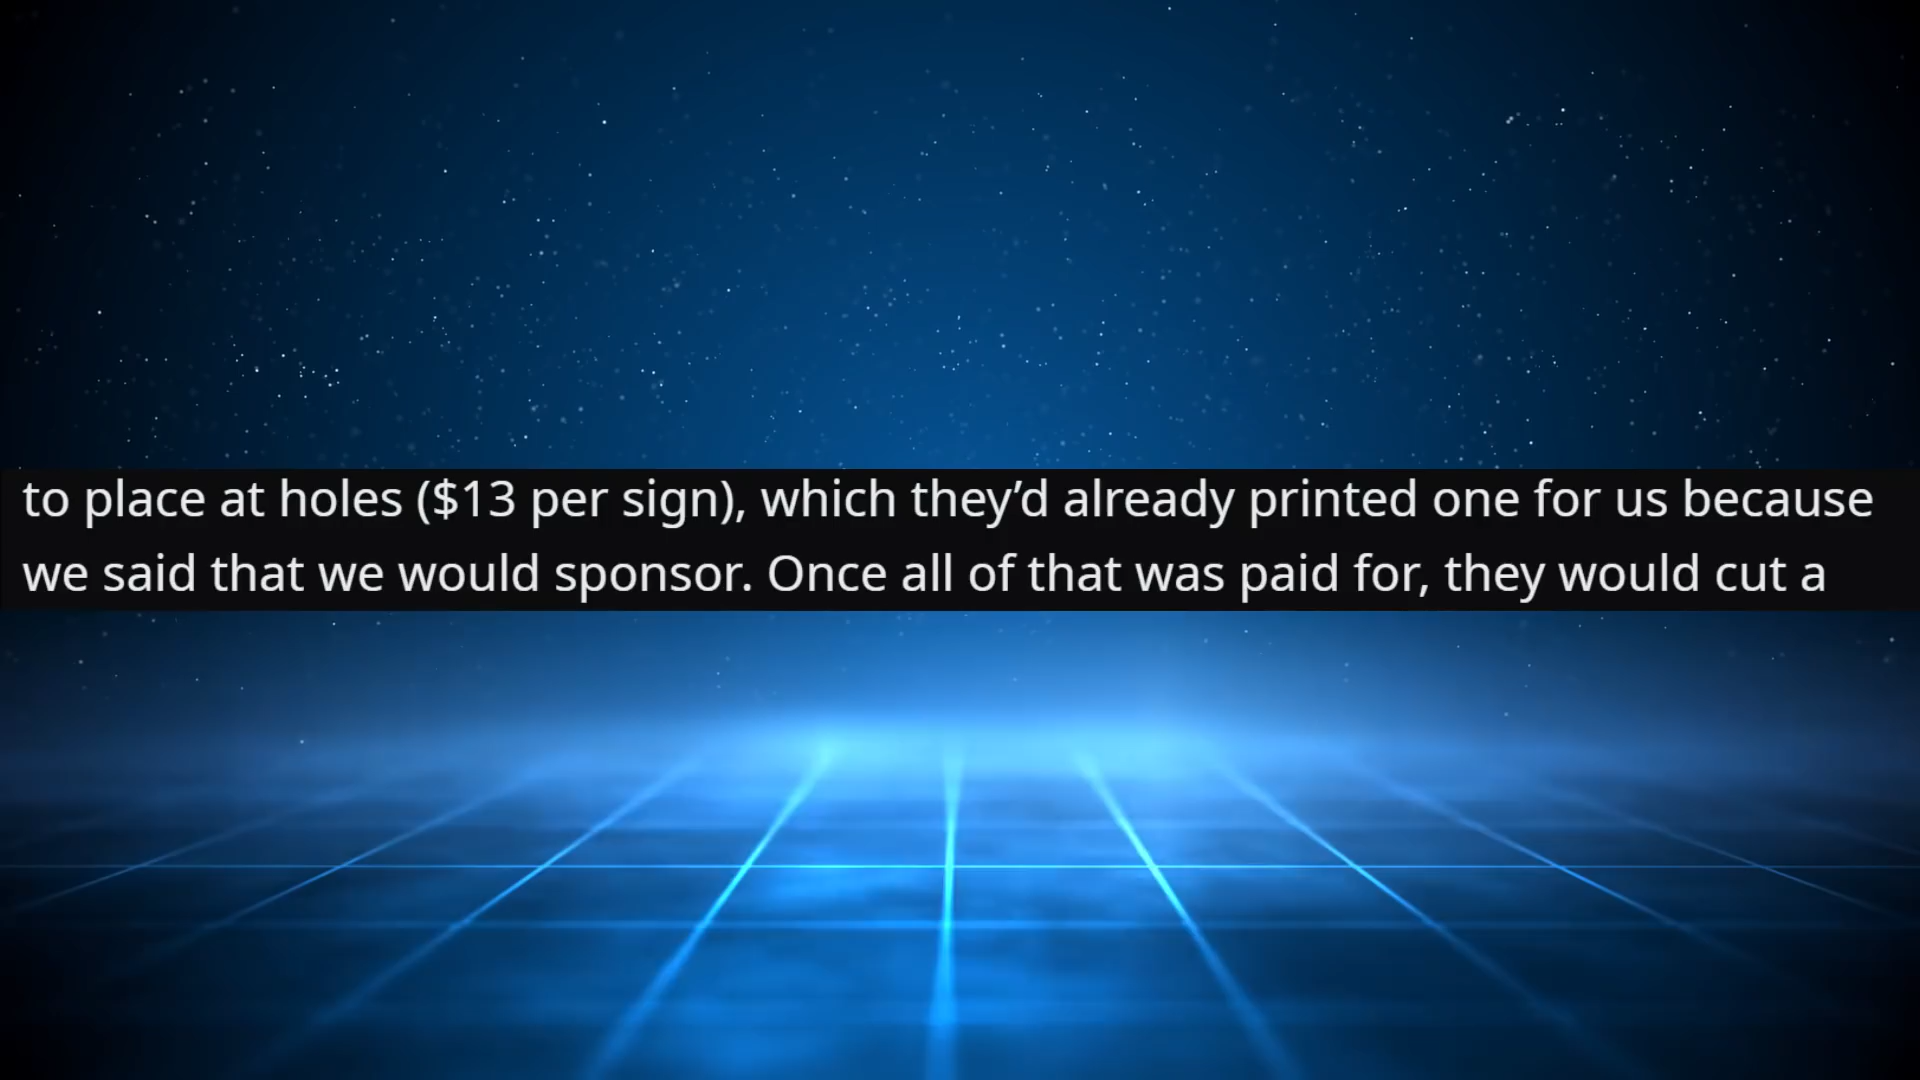 to place at holes ($13 per sign), which they’d already printed one for us because
we said that we would sponsor. Once all of that was paid for, they would cut a